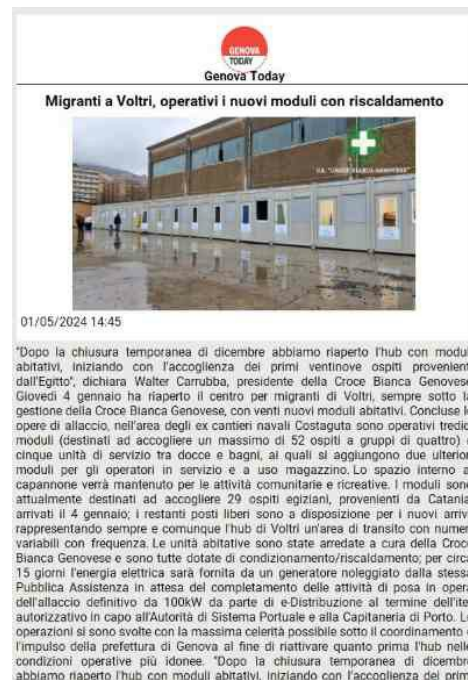 GENOVA
TODAY
Genova Today
Migranti a Voltri, operativi i nuovi moduli con riscaldamento
P.A. "CROCE BIANCA GENOVESE"
01/05/2024 14:45
"Dopo la chiusura temporanea di dicembre abbiamo riaperto l'hub con moduli
abitativi, iniziando con l'accoglienza dei primi ventinove ospiti provenienti
dall'Egitto", dichiara Walter Carrubba, presidente della Croce Bianca Genovese.
Giovedì 4 gennaio ha riaperto il centro per migranti di Voltri, sempre sotto la
gestione della Croce Bianca Genovese, con venti nuovi moduli abitativi. Concluse le
opere di allaccio, nell'area degli ex cantieri navali Costaguta sono operativi tredici
moduli (destinati ad accogliere un massimo di 52 ospiti a gruppi di quattro)
cinque unità di servizio tra docce e bagni, ai quali si aggiungono due ulteriori
moduli per gli operatori in servizio e a uso magazzino. Lo spazio interno al
capannone verrà mantenuto per le attività comunitarie e ricreative. I moduli sono
attualmente destinati ad accogliere 29 ospiti egiziani, provenienti da Catania,
arrivati il 4 gennaio; i restanti posti liberi sono a disposizione per i nuovi arrivi
rappresentando sempre e comunque l'hub di Voltri un'area di transito con numeri
variabili con frequenza. Le unità abitative sono state arredate a cura della Croce
Bianca Genovese e sono tutte dotate di condizionamento/riscaldamento; per circa
15 giorni l'energia elettrica sarà fornita da un generatore noleggiato dalla stessa
Pubblica Assistenza in attesa del completamento delle attività di posa in opera
dell'allaccio definitivo da 100kW da parte di e-Distribuzione al termine dell'iter
autorizzativo in capo all'Autorità di Sistema Portuale e alla Capitaneria di Porto. Le
operazioni si sono svolte con la massima celerità possibile sotto il coordinamento e
l'impulso della prefettura di Genova al fine di riattivare quanto prima l'hub nelle
condizioni operative più idonee. "Dopo la chiusura temporanea di dicembre
abbiamo riaperto l'hub con moduli abitativi, iniziando con l'accoglienza dei primi